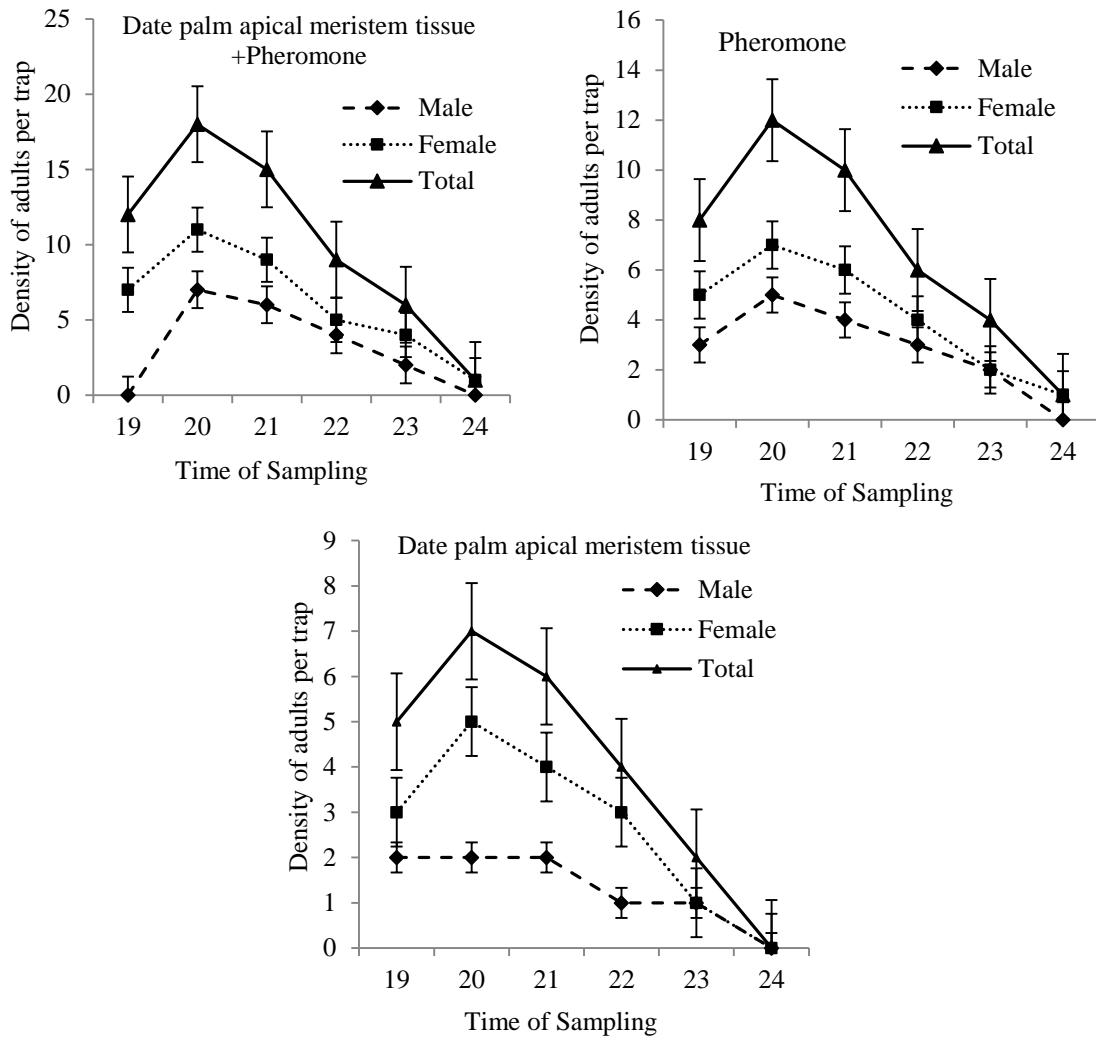 Date palm apical meristem tissue
+Pheromone
Male
Female
Total
Density of adults per trap
25
20
15
10
5
0
19 20 21 22 23 24
Time of Sampling
Pheromone
Male
Female
Total
Density of adults per trap
16
14
12
10
8
6
4
2
0
19 20 21 22 23 24
Time of Sampling
Date palm apical meristem tissue
Male
Female
Total
Density of adults per trap
9
8
7
6
5
4
3
2
1
0
19 20 21 22 23 24
Time of Sampling